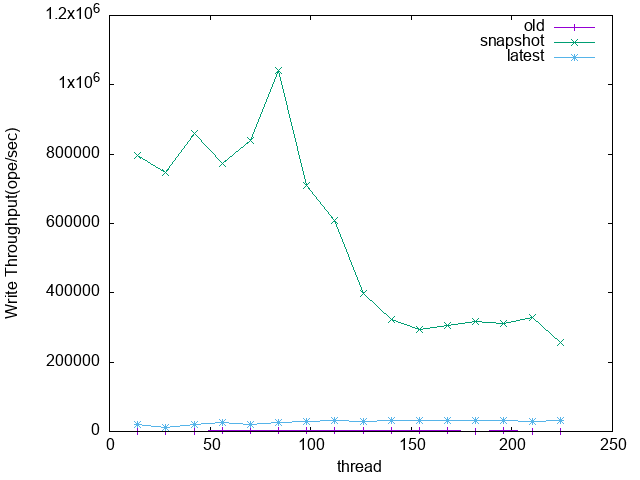 1.2x10^6
1x10^6
800000
600000
400000
200000
0
Write Throughput(ope/sec)
old
snapshot
latest
0 50 100 150 200 250
thread